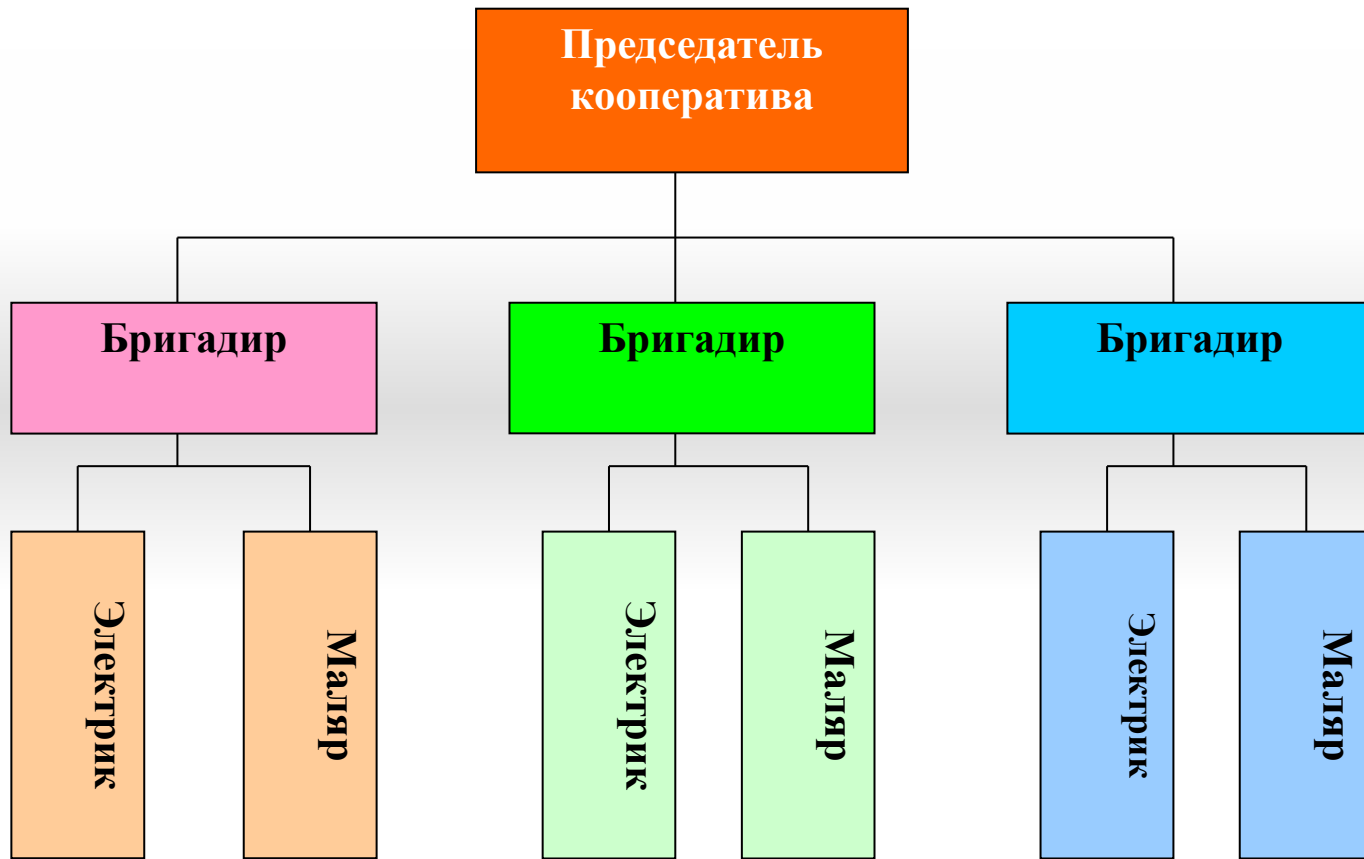 Председатель
кооператива
Бригадир
Бригадир
Бригадир
Электрик
Маляр
Электрик
Маляр
Электрик
Маляр